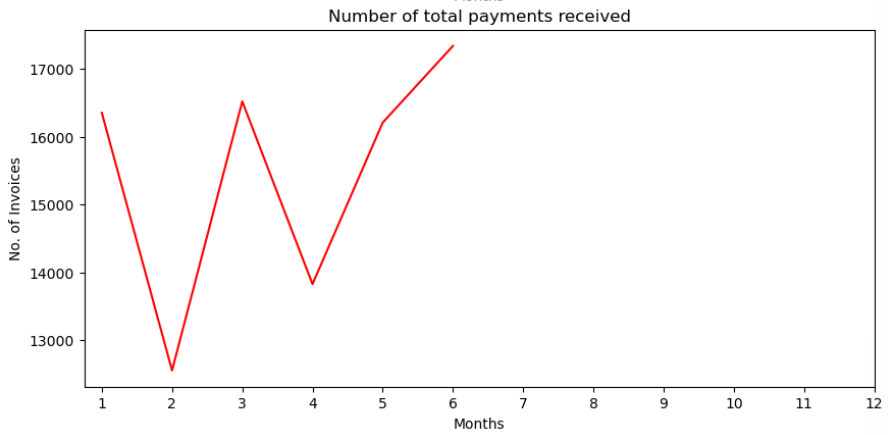 Number of total payments received
17000
16000
15000
14000
13000
No. of Invoices
1 2 3 4 5 6 7 8 9 10 11 12
Months